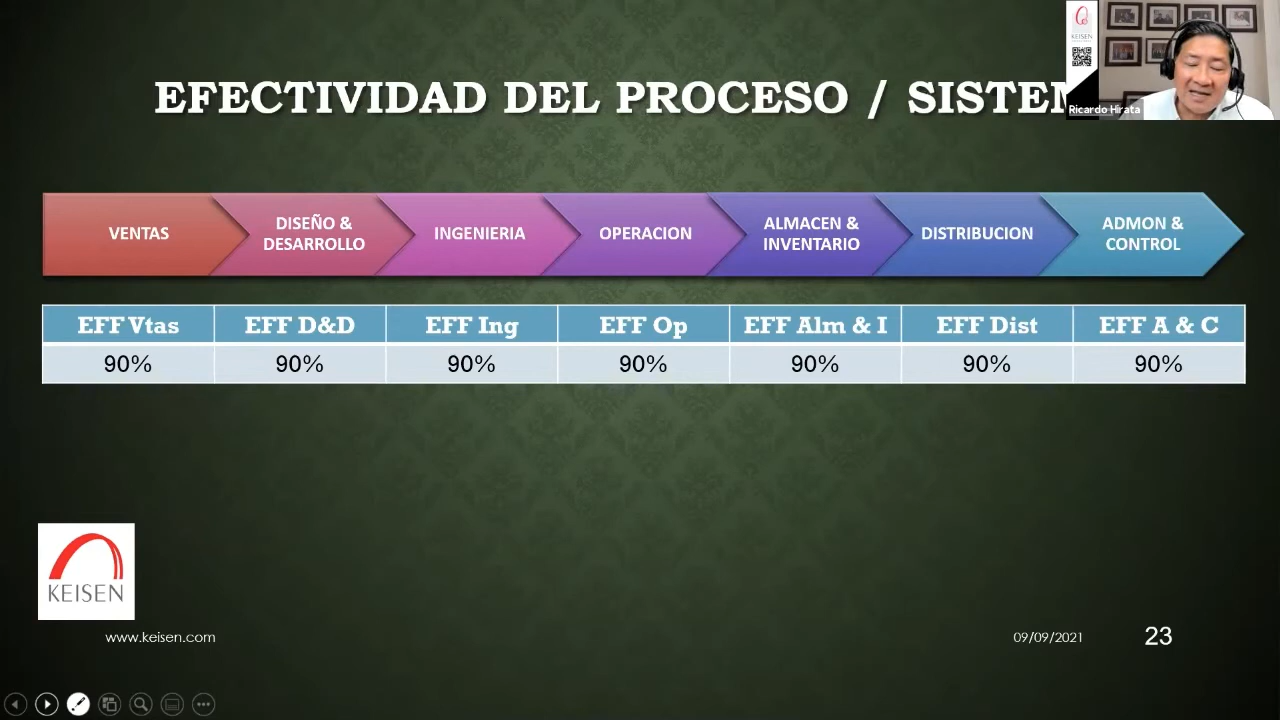 EFECTIVIDAD DEL PROCESO / SISTEM
KEISEN
Ricardo Hirata
VENTAS
DISEÑO &
DESARROLLO
INGENIERIA
OPERACION
ALMACEN &
INVENTARIO
DISTRIBUCION
ADMON &
CONTROL
EFF Vtas EFF D&D EFF Ing EFF Op EFF Alm & I EFF Dist EFF A & C
90% 90% 90% 90% 90% 90% 90%
KEISEN
www.keisen.com 09/09/2021 23